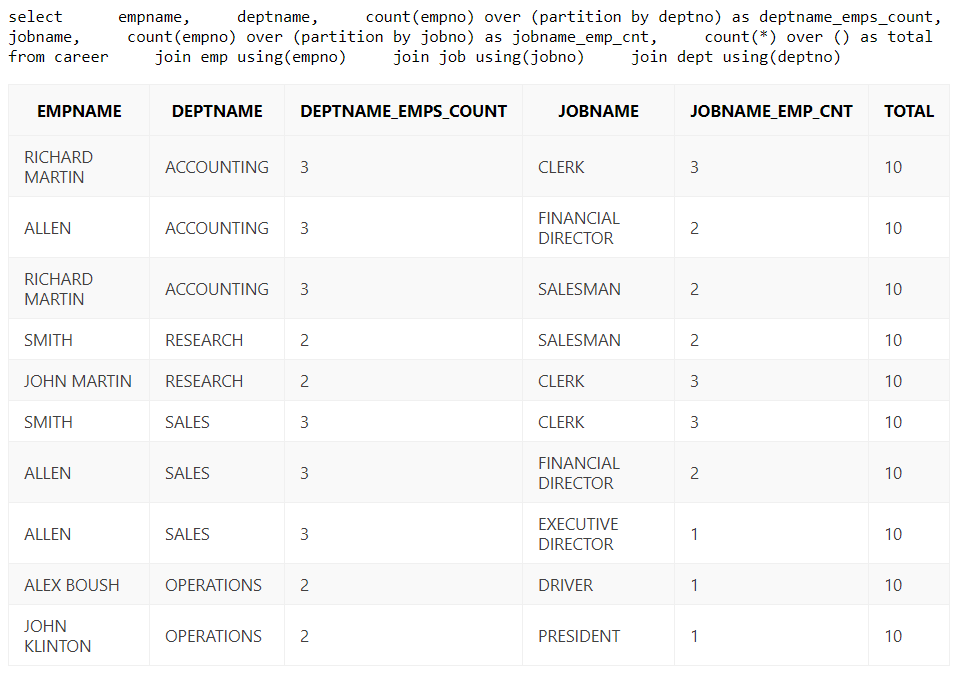 select empname, deptname, count(empno) over (partition by deptno) as deptname_emps_count,
jobname, count(empno) over (partition by jobno) as jobname_emp_cnt, count(*) over () as total
from career join emp using(empno) join job using(jobno) join dept using(deptno)
EMPNAME DEPTNAME DEPTNAME_EMPS_COUNT JOBNAME JOBNAME_EMP_CNT TOTAL
RICHARD MARTIN ACCOUNTING 3 CLERK 3 10
ALLEN ACCOUNTING 3 FINANCIAL DIRECTOR 2 10
RICHARD MARTIN ACCOUNTING 3 SALESMAN 2 10
SMITH RESEARCH 2 SALESMAN 2 10
JOHN MARTIN RESEARCH 2 CLERK 3 10
SMITH SALES 3 CLERK 3 10
ALLEN SALES 3 FINANCIAL DIRECTOR 2 10
ALLEN SALES 3 EXECUTIVE DIRECTOR 1 10
ALEX BOUSH OPERATIONS 2 DRIVER 1 10
JOHN KLINTON OPERATIONS 2 PRESIDENT 1 10